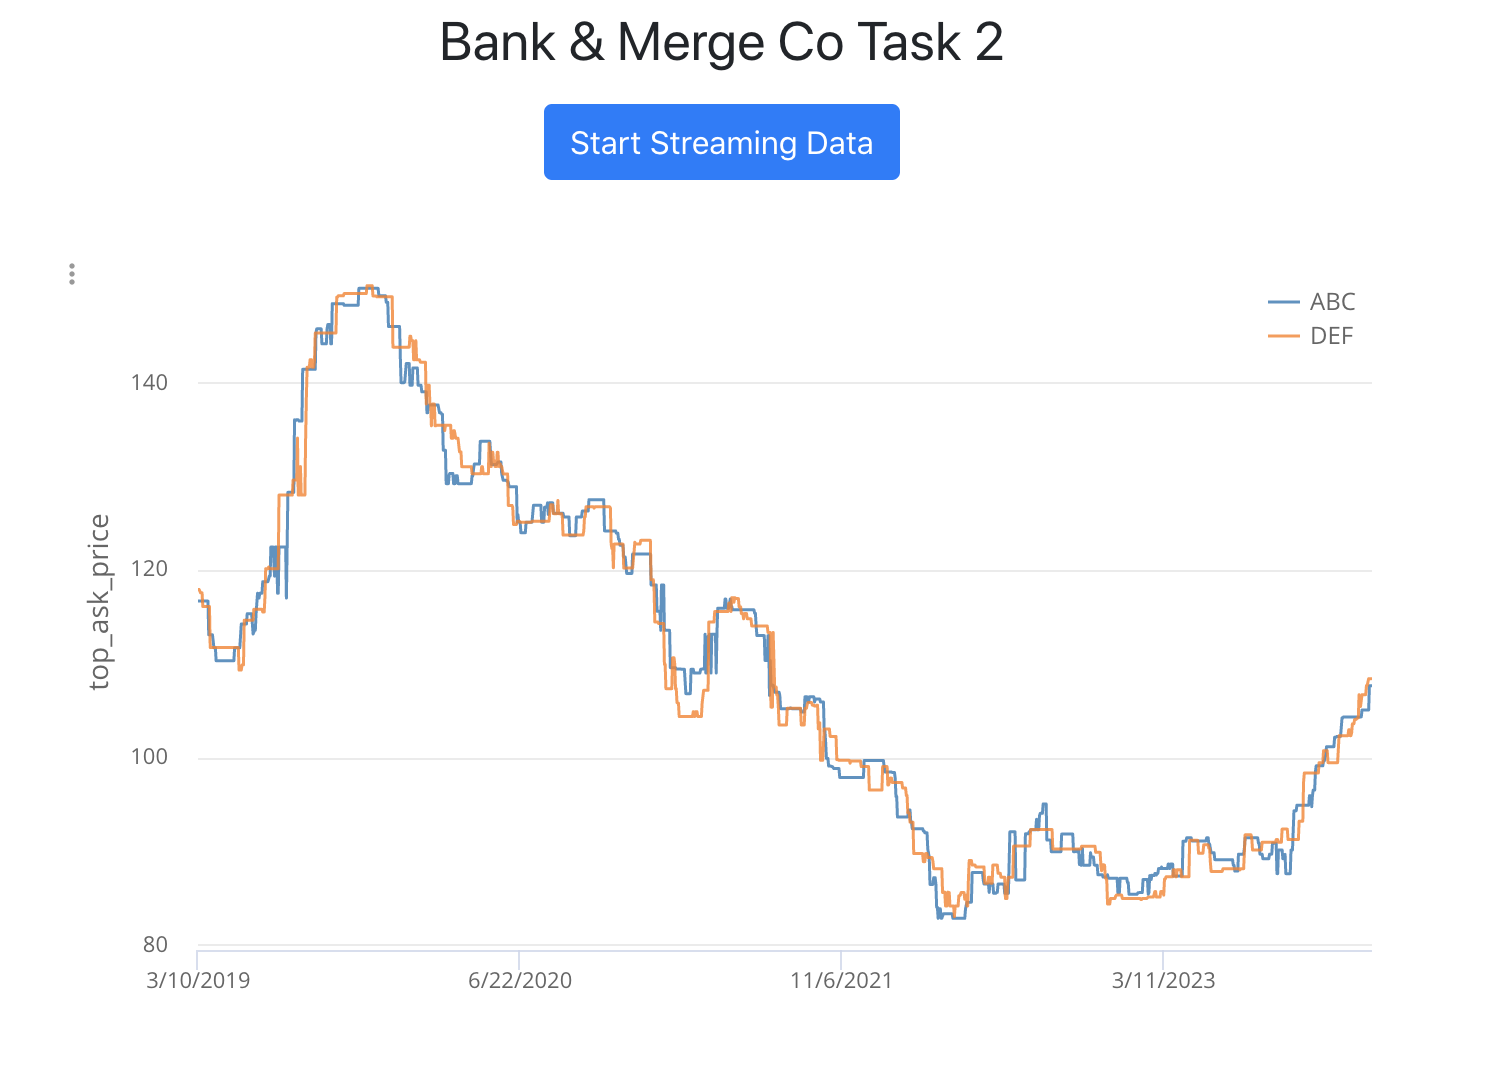 Bank & Merge Co Task 2
Start Streaming Data
ABC
DEF
140
120
100
80
top_ask_price
3/10/2019
6/22/2020
11/6/2021
3/11/2023